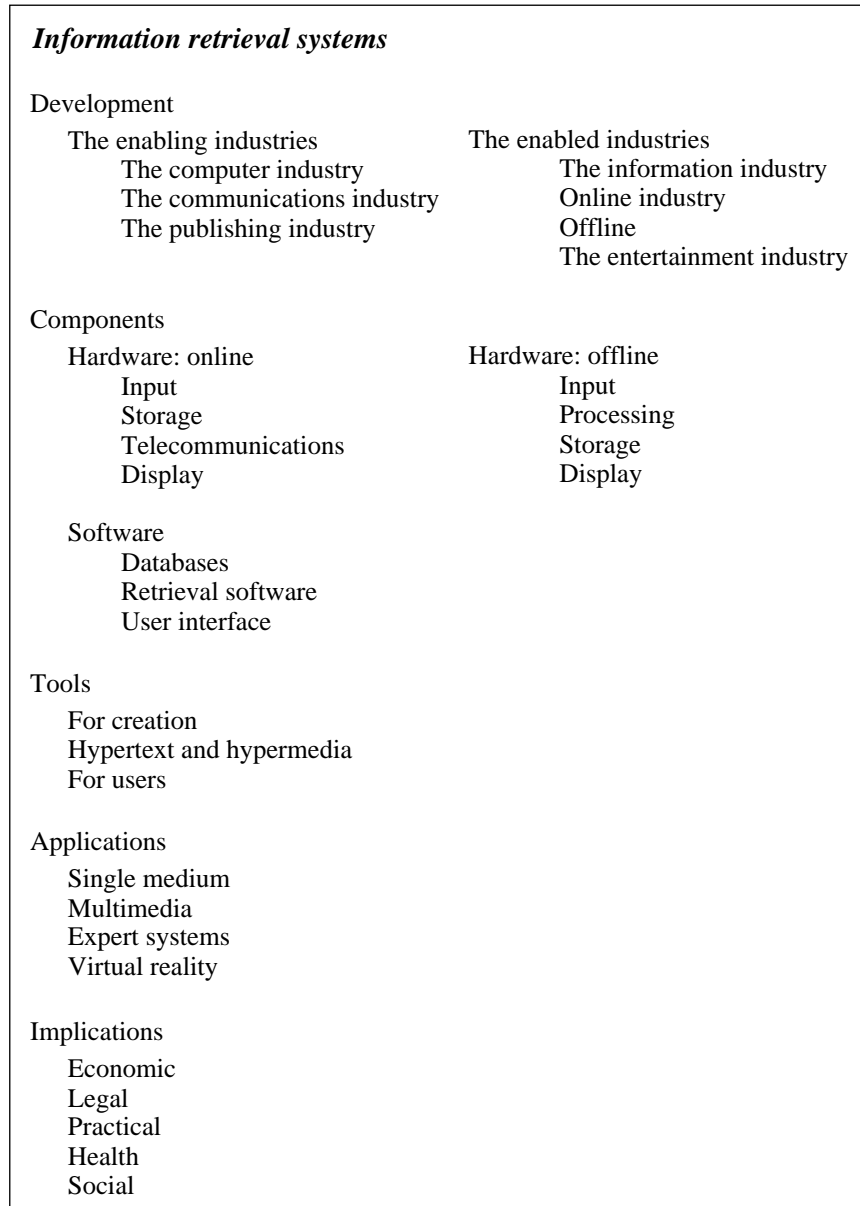 Information retrieval systems
Development
The enabling industries
The computer industry
The communications industry
The publishing industry
The enabled industries
The information industry
Online industry
Offline
The entertainment industry
Components
Hardware: online
Input
Storage
Telecommunications
Display
Hardware: offline
Input
Processing
Storage
Display
Software
Databases
Retrieval software
User interface
Tools
For creation
Hypertext and hypermedia
For users
Applications
Single medium
Multimedia
Expert systems
Virtual reality
Implications
Economic
Legal
Practical
Health
Social